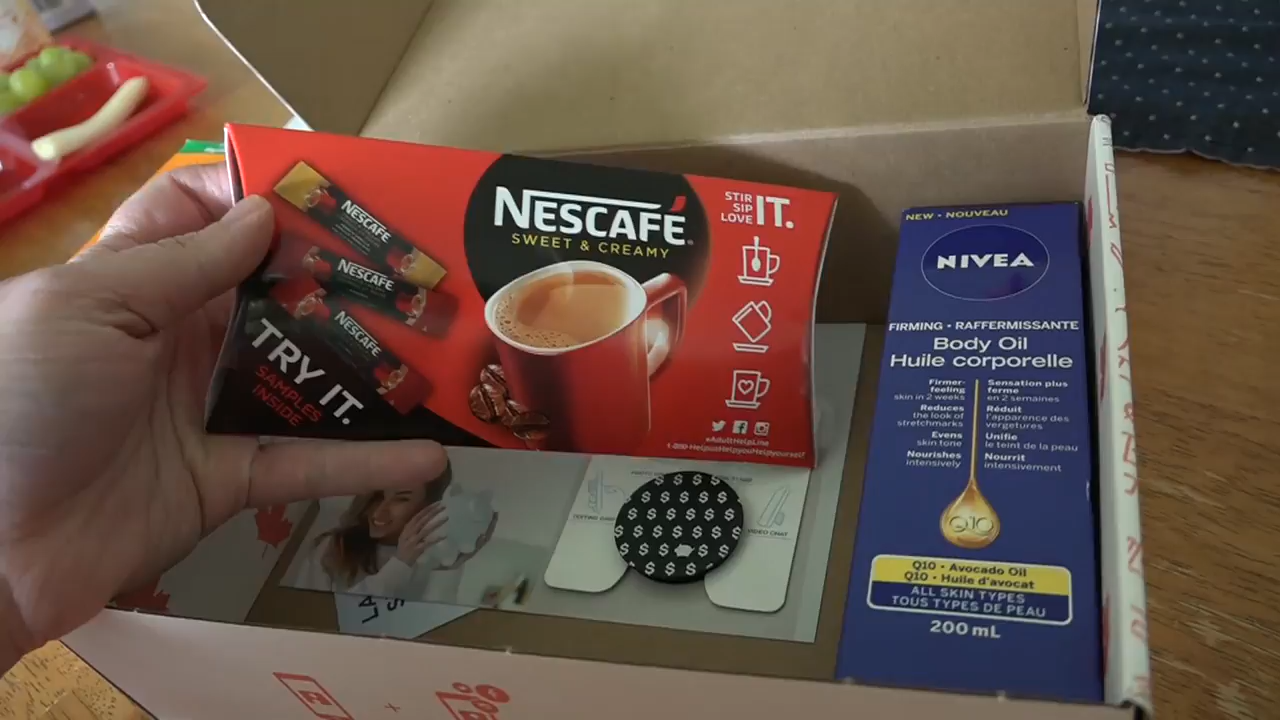 NESCAFÉ
SWEET & CREAMY
STIR
SIP
LOVE
IT.
NESCAFÉ
NESCAFÉ
NESCAFÉ
TRY IT.
SAMPLES
INSIDE
NEW • NOUVEAU
NIVEA
FIRMING • RAFFERMISSANTE
Body Oil
Huile corporelle
Firmer-
feeling
skin in 2 weeks
Sensation plus
ferme
en 2 semaines
Reduces
the look of
stretchmarks
Réduit
l'apparence des
vergetures
Evens
skin tone
Unifie
le teint de la peau
Nourishes
intensively
Nourrit
intensivement
Q10
Q10 • Avocado Oil
Q10 • Huile d'avocat
ALL SKIN TYPES
TOUS TYPES DE PEAU
200 mL
VIDEO CHAT